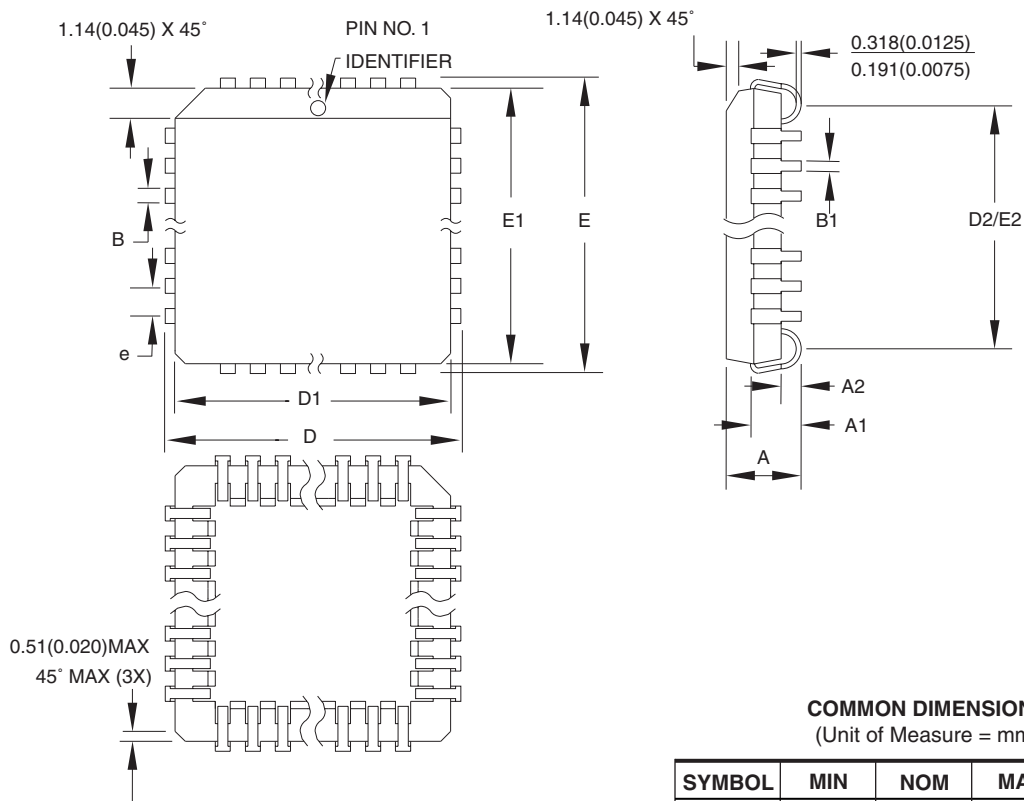 1.14(0.045) X 45˚
PIN NO. 1
IDENTIFIER
1.14(0.045) X 45˚
0.318(0.0125)
0.191(0.0075)
E1
E
B
e
B1
D2/E2
D1
D
A2
A1
A
0.51(0.020)MAX
45˚ MAX (3X)
COMMON DIMENSION
(Unit of Measure = mm
SYMBOL MIN NOM MA